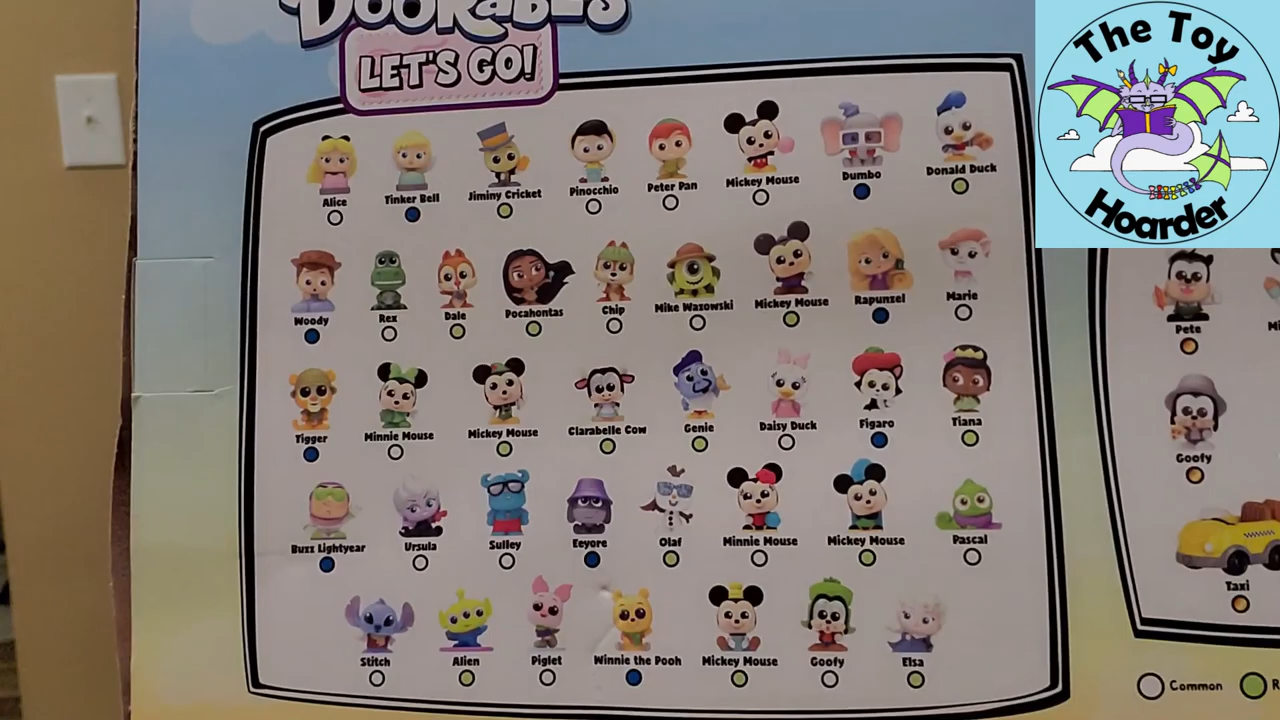 DOORABLES
LET'S GO!
The Toy
Hoarder
Alice
Tinker Bell
Jiminy Cricket
Pinocchio
Peter Pan
Mickey Mouse
Dumbo
Donald Duck
Woody
Rex
Dale
Pocahontas
Chip
Mike Wazowski
Mickey Mouse
Rapunzel
Marie
Tigger
Minnie Mouse
Mickey Mouse
Clarabelle Cow
Genie
Daisy Duck
Figaro
Tiana
Buzz Lightyear
Ursula
Sulley
Eeyore
Olaf
Minnie Mouse
Mickey Mouse
Pascal
Stitch
Alien
Piglet
Winnie the Pooh
Mickey Mouse
Goofy
Elsa
Pete
Mi
Goofy
Taxi
Common
R